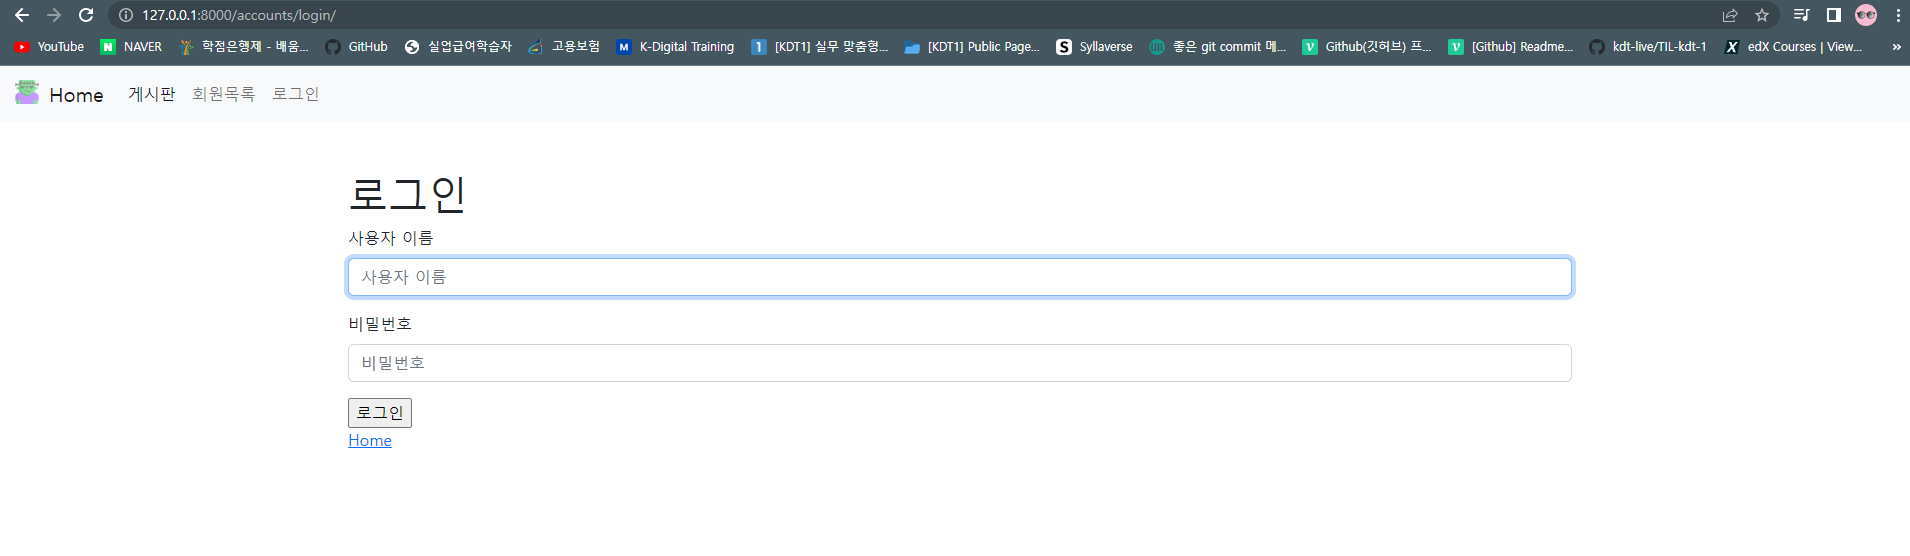 127.0.0.1:8000/accounts/login/
YouTube NAVER 학점은행제 - 배움... GitHub 실업급여학습자 고용보험 K-Digital Training [KDT1] 실무 맞춤형... [KDT1] Public Page... Syllaverse 좋은 git commit 메... Github(깃허브) 프... [Github] Readme... kdt-live/TIL-kdt-1 edX Courses | View... »
Home 게시판 회원목록 로그인
로그인
사용자 이름
사용자 이름
비밀번호
비밀번호
로그인
Home